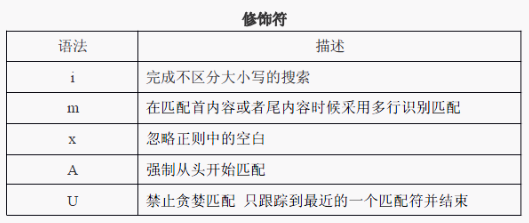 修饰符
语法 描述
i 完成不区分大小写的搜索
m 在匹配首内容或者尾内容时候采用多行识别匹配
x 忽略正则中的空白
A 强制从头开始匹配
U 禁止贪婪匹配 只跟踪到最近的一个匹配符并结束